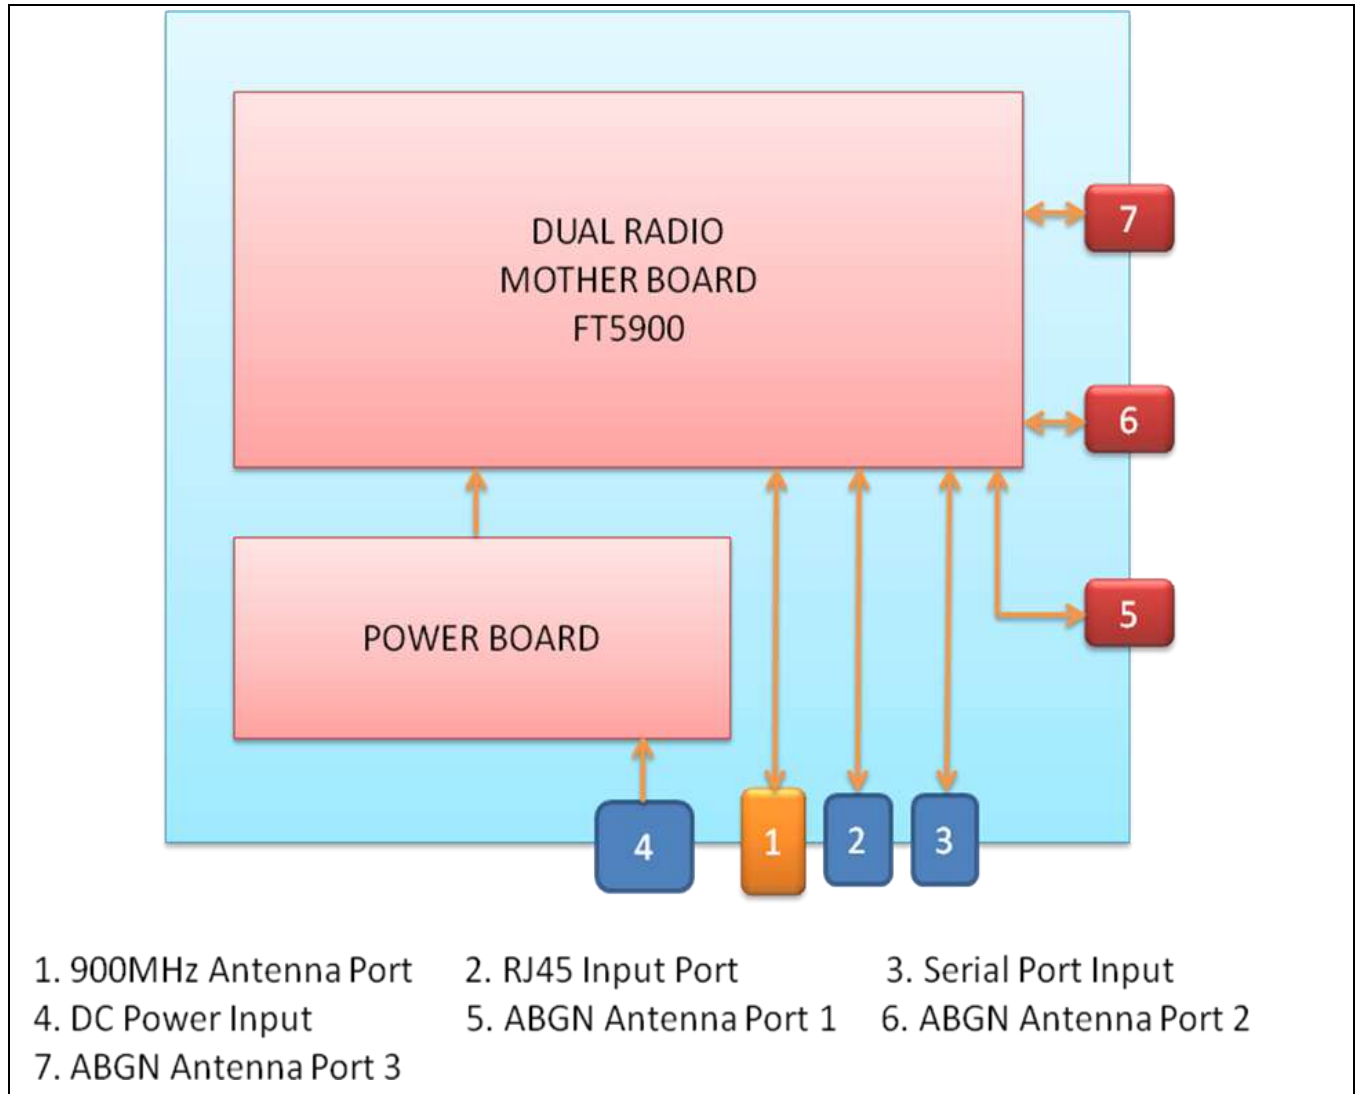 DUAL RADIO
MOTHER BOARD
FT5900
7
6
5
POWER BOARD
4
1
2
3
1. 900MHz Antenna Port 2. RJ45 Input Port 3. Serial Port Input
4. DC Power Input 5. ABGN Antenna Port 1 6. ABGN Antenna Port 2
7. ABGN Antenna Port 3